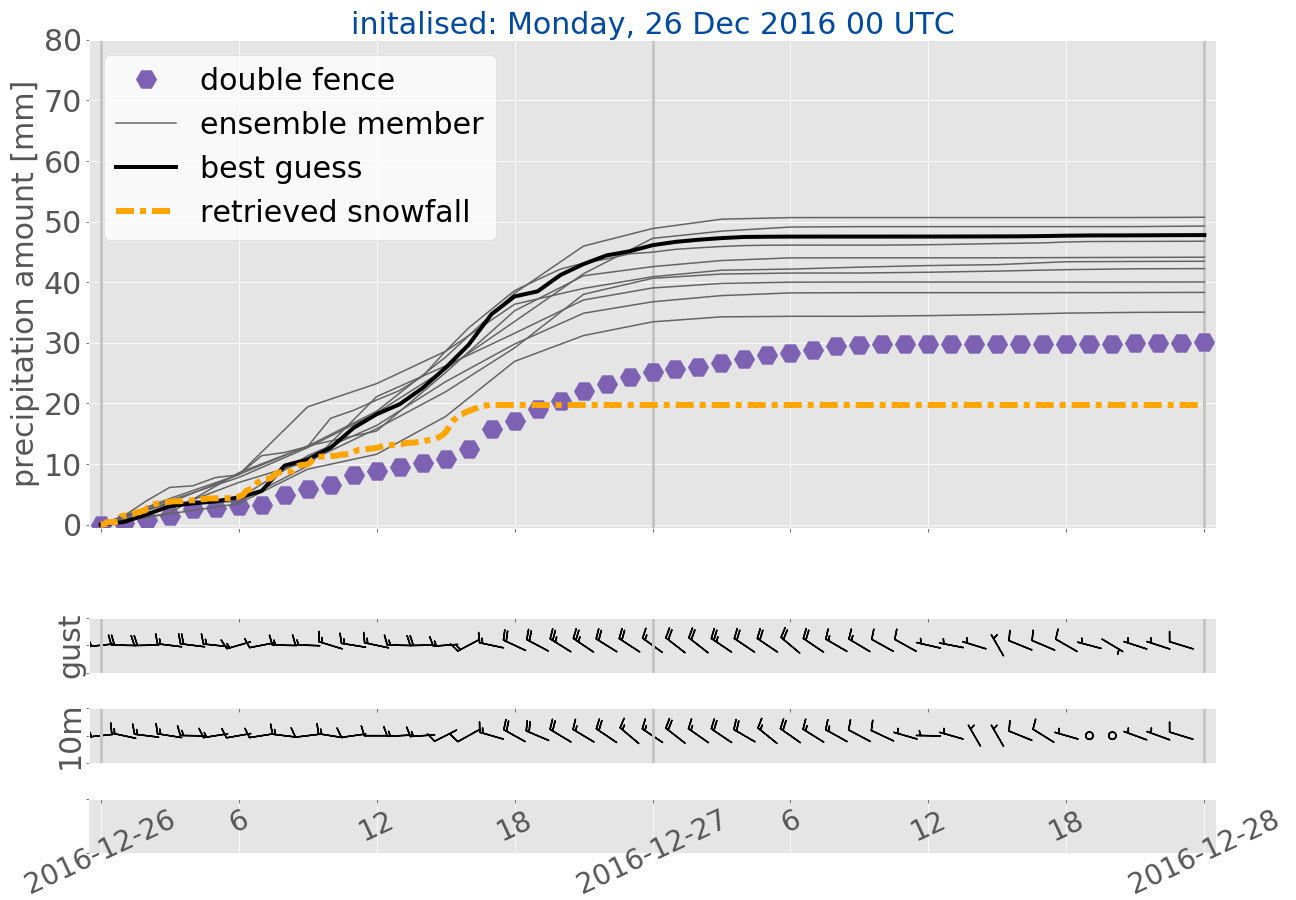 initalised: Monday, 26 Dec 2016 00 UTC
precipitation amount [mm]
80
70
60
50
40
30
20
10
0
double fence
ensemble member
best guess
retrieved snowfall
gust
10m
2016-12-26 6 12 18 2016-12-27 6 12 18 2016-12-28